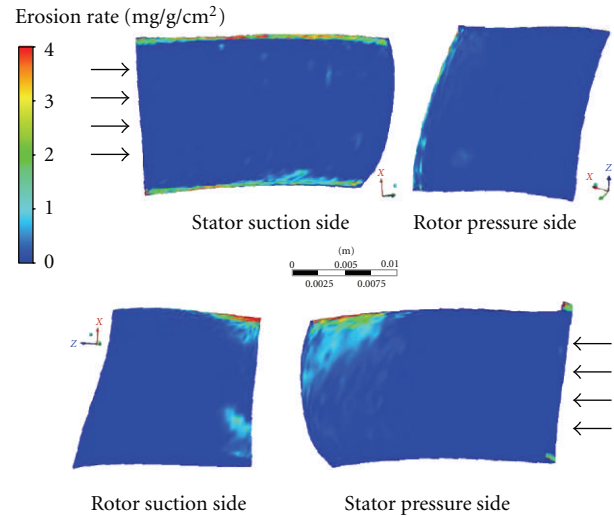 Erosion rate (mg/g/cm²)
4
3
2
1
0
X
Z
X
Stator suction side
Rotor pressure side
(m)
0 0.005 0.01
0.0025 0.0075
X
Z
Rotor suction side
Stator pressure side